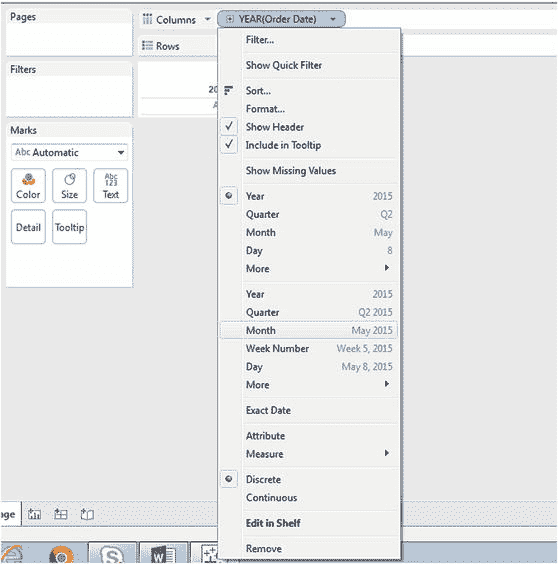 Pages
Columns YEAR(Order Date)
Rows
Filters
Marks
Abc Automatic
Color Size Abc 123 Text
Detail Tooltip
Filter...
Show Quick Filter
Sort...
Format...
Show Header
Include in Tooltip
Show Missing Values
Year 2015
Quarter Q2
Month May
Day 8
More
Year 2015
Quarter Q2 2015
Month May 2015
Week Number Week 5, 2015
Day May 8, 2015
More
Exact Date
Attribute
Measure
Discrete
Continuous
Edit in Shelf
Remove